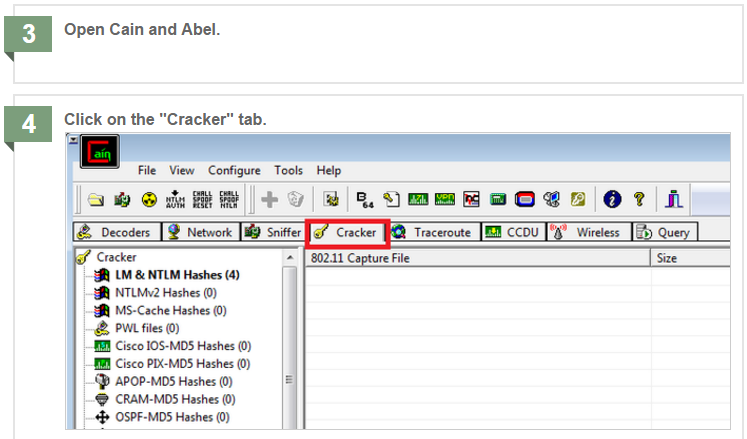 3
Open Cain and Abel.
4
Click on the "Cracker" tab.
Cain
File View Configure Tools Help
NTLM AUTH CHALL SPOOF RESET CHALL SPOOF NTLM B64
Decoders Network Sniffer Cracker Traceroute CCDU Wireless Query
Cracker
802.11 Capture File Size
LM & NTLM Hashes (4)
NTLMv2 Hashes (0)
MS-Cache Hashes (0)
PWL files (0)
Cisco IOS-MD5 Hashes (0)
Cisco PIX-MD5 Hashes (0)
APOP-MD5 Hashes (0)
CRAM-MD5 Hashes (0)
OSPF-MD5 Hashes (0)